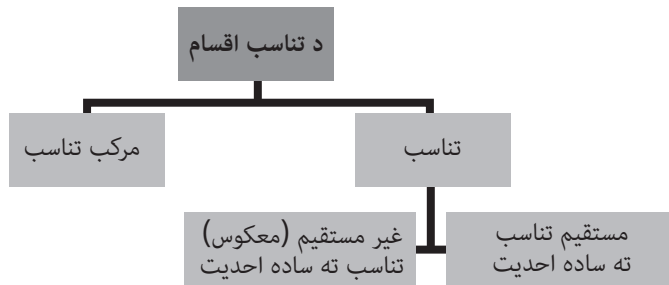 د تناسب اقسام
تناسب
مرکب تناسب
مستقیم تناسب
ته ساده احدیت
غیر مستقیم (معکوس)
تناسب ته ساده احدیت